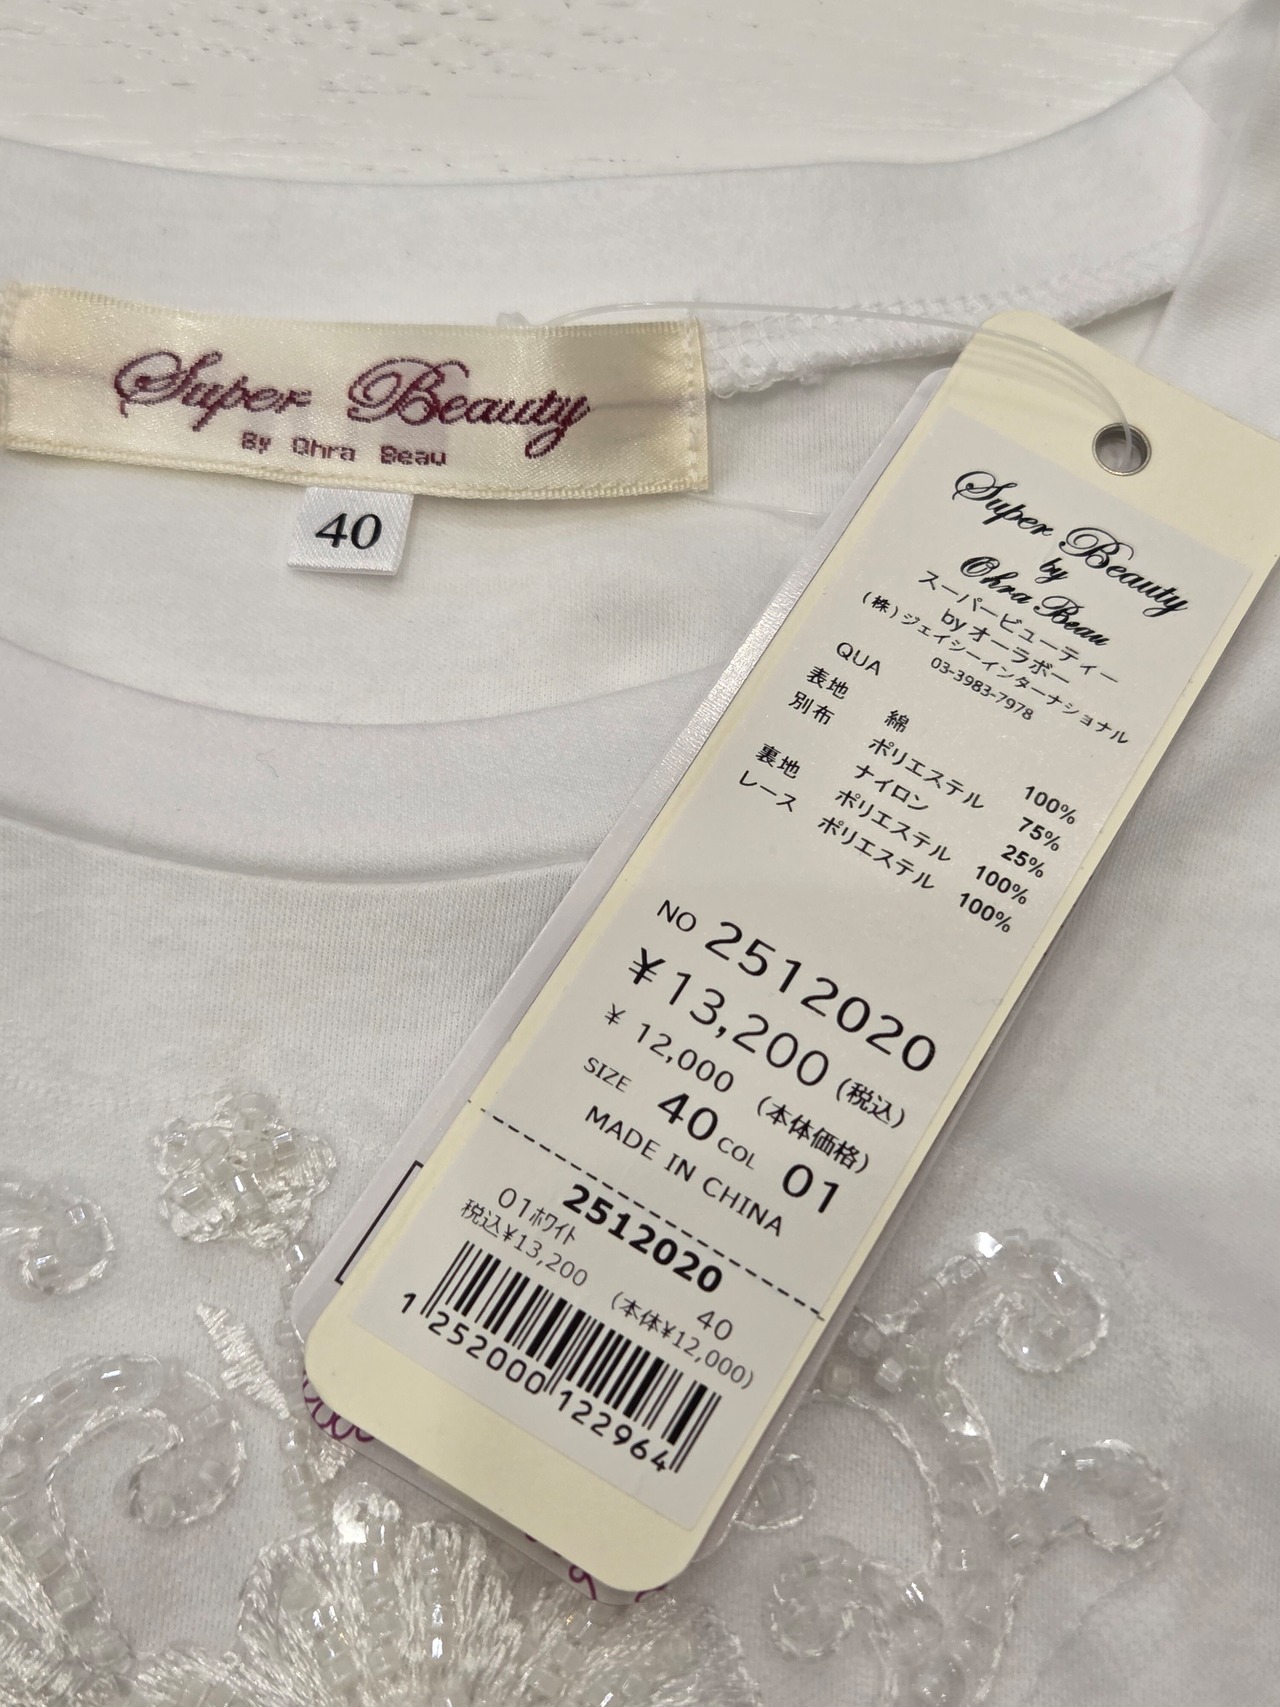 Super Beauty
By Ohra Beau
40
Super Beauty
by
Ohra Beau
スーパービューティー
by オーラボー
(株)ジェイシーインターナショナル
03-3983-7978
QUA
表地 綿 100%
別布 ポリエステル 75%
ナイロン 25%
裏地 ポリエステル 100%
レース ポリエステル 100%
NO 2512020
¥13,200 (税込)
¥ 12,000 (本体価格)
SIZE 40 COL 01
MADE IN CHINA
2512020
01ホワイト 40
税込¥13,200 (本体¥12,000)
1 252000 122964